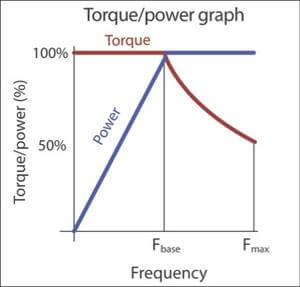 Torque/power graph
100%
Torque
Power
50%
Torque/power (%)
Fbase
Fmax
Frequency